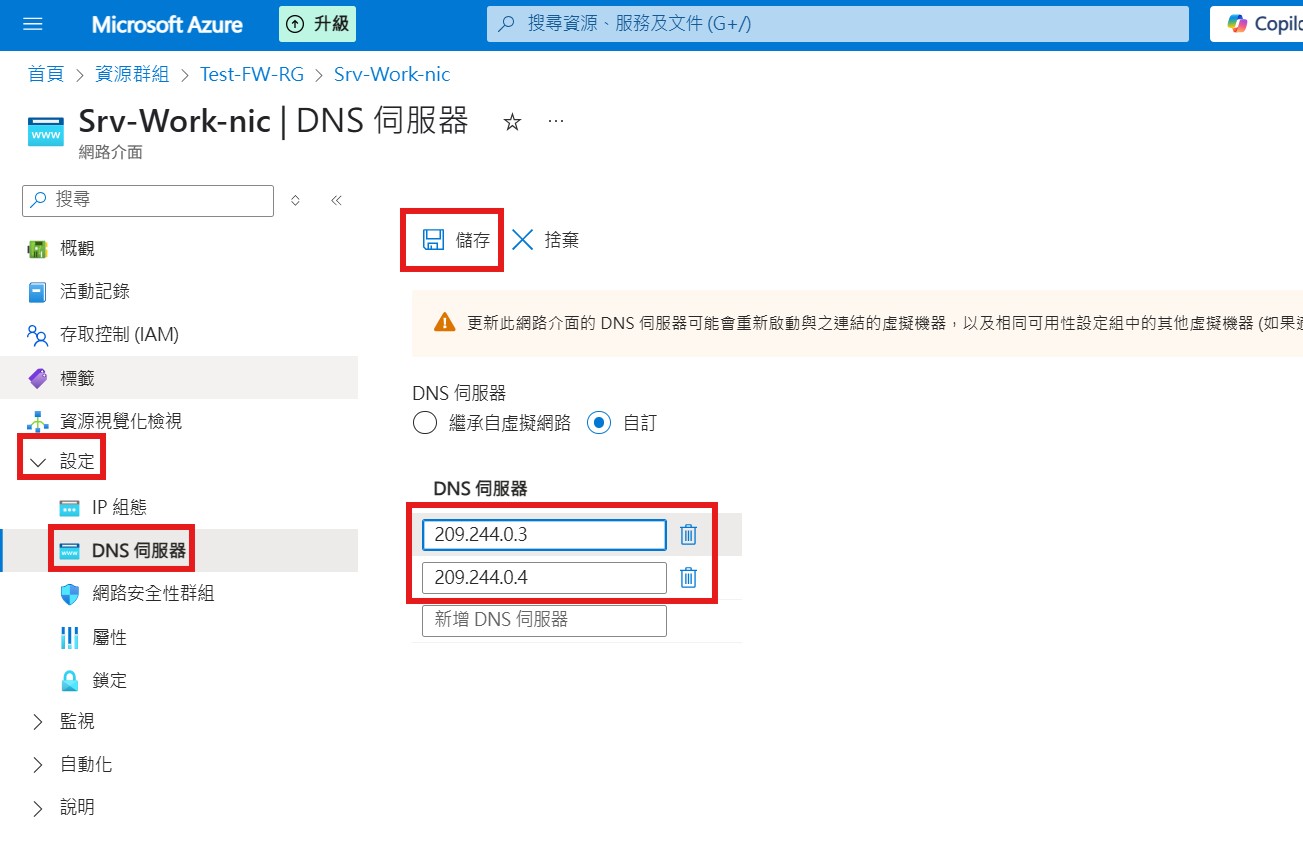 Microsoft Azure
升級
搜尋資源、服務及文件 (G+/)
首頁 > 資源群組 > Test-FW-RG > Srv-Work-nic
Srv-Work-nic | DNS 伺服器
網路介面
搜尋
概觀
活動記錄
存取控制 (IAM)
標籤
資源視覺化檢視
設定
IP 組態
DNS 伺服器
網路安全性群組
屬性
鎖定
監視
自動化
說明
儲存
捨棄
更新此網路介面的 DNS 伺服器可能會重新啟動與之連結的虛擬機器，以及相同可用性設定組中的其他虛擬機器 (如果
DNS 伺服器
繼承自虛擬網路
自訂
DNS 伺服器
209.244.0.3
209.244.0.4
新增 DNS 伺服器